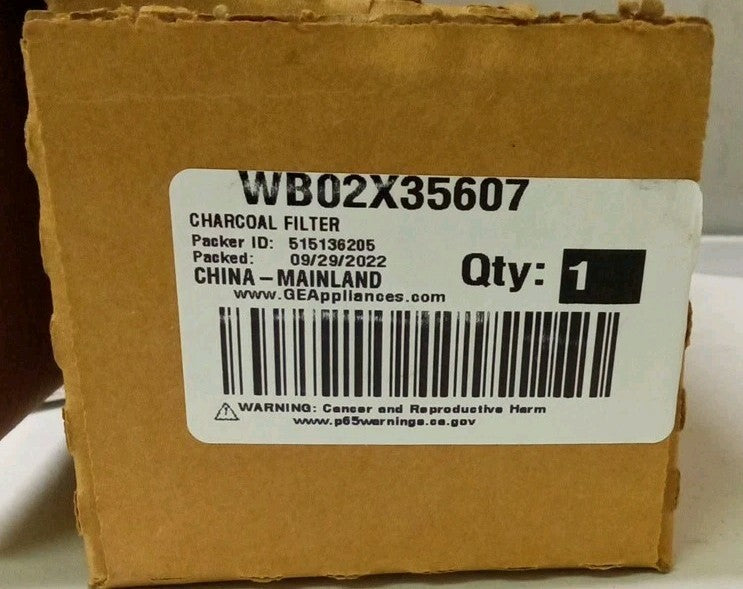 WB02X35607
CHARCOAL FILTER
Packer ID: 515136205
Packed: 09/29/2022
CHINA-MAINLAND
Qty: 1
www.GEAppliances.com
WARNING: Cancer and Reproductive Harm
www.p65warnings.ca.gov